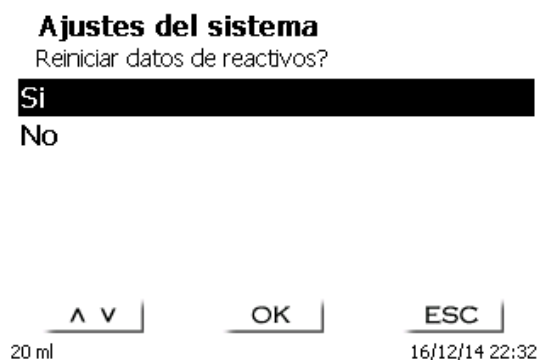 Ajustes del sistema
Reiniciar datos de reactivos?
Si
No
∧ ∨ OK ESC
20 ml 16/12/14 22:32